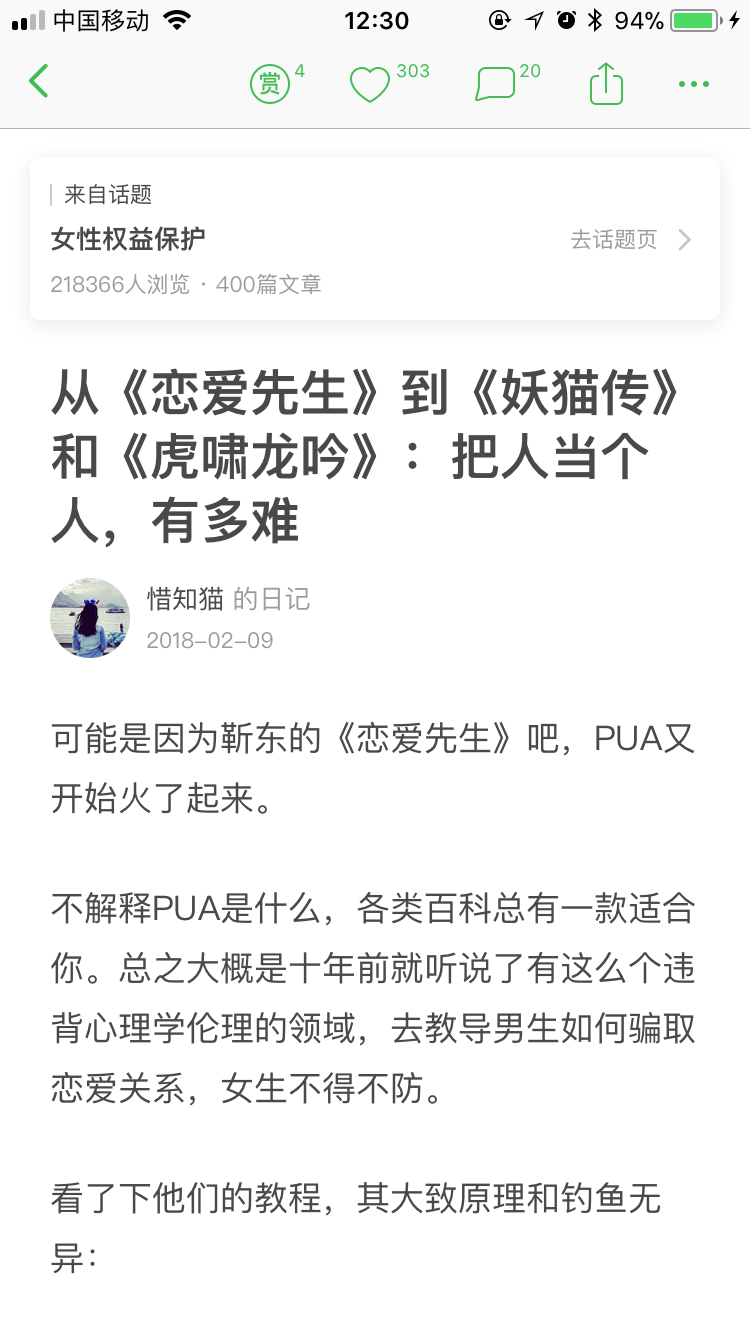 中国移动 12:30 94%
赏 4 303 20
来自话题
女性权益保护 去话题页
218366人浏览 · 400篇文章
从《恋爱先生》到《妖猫传》
和《虎啸龙吟》：把人当个
人，有多难
惜知猫 的日记
2018-02-09
可能是因为靳东的《恋爱先生》吧，PUA又
开始火了起来。
不解释PUA是什么，各类百科总有一款适合
你。总之大概是十年前就听说了有这么个违
背心理学伦理的领域，去教导男生如何骗取
恋爱关系，女生不得不防。
看了下他们的教程，其大致原理和钓鱼无
异：